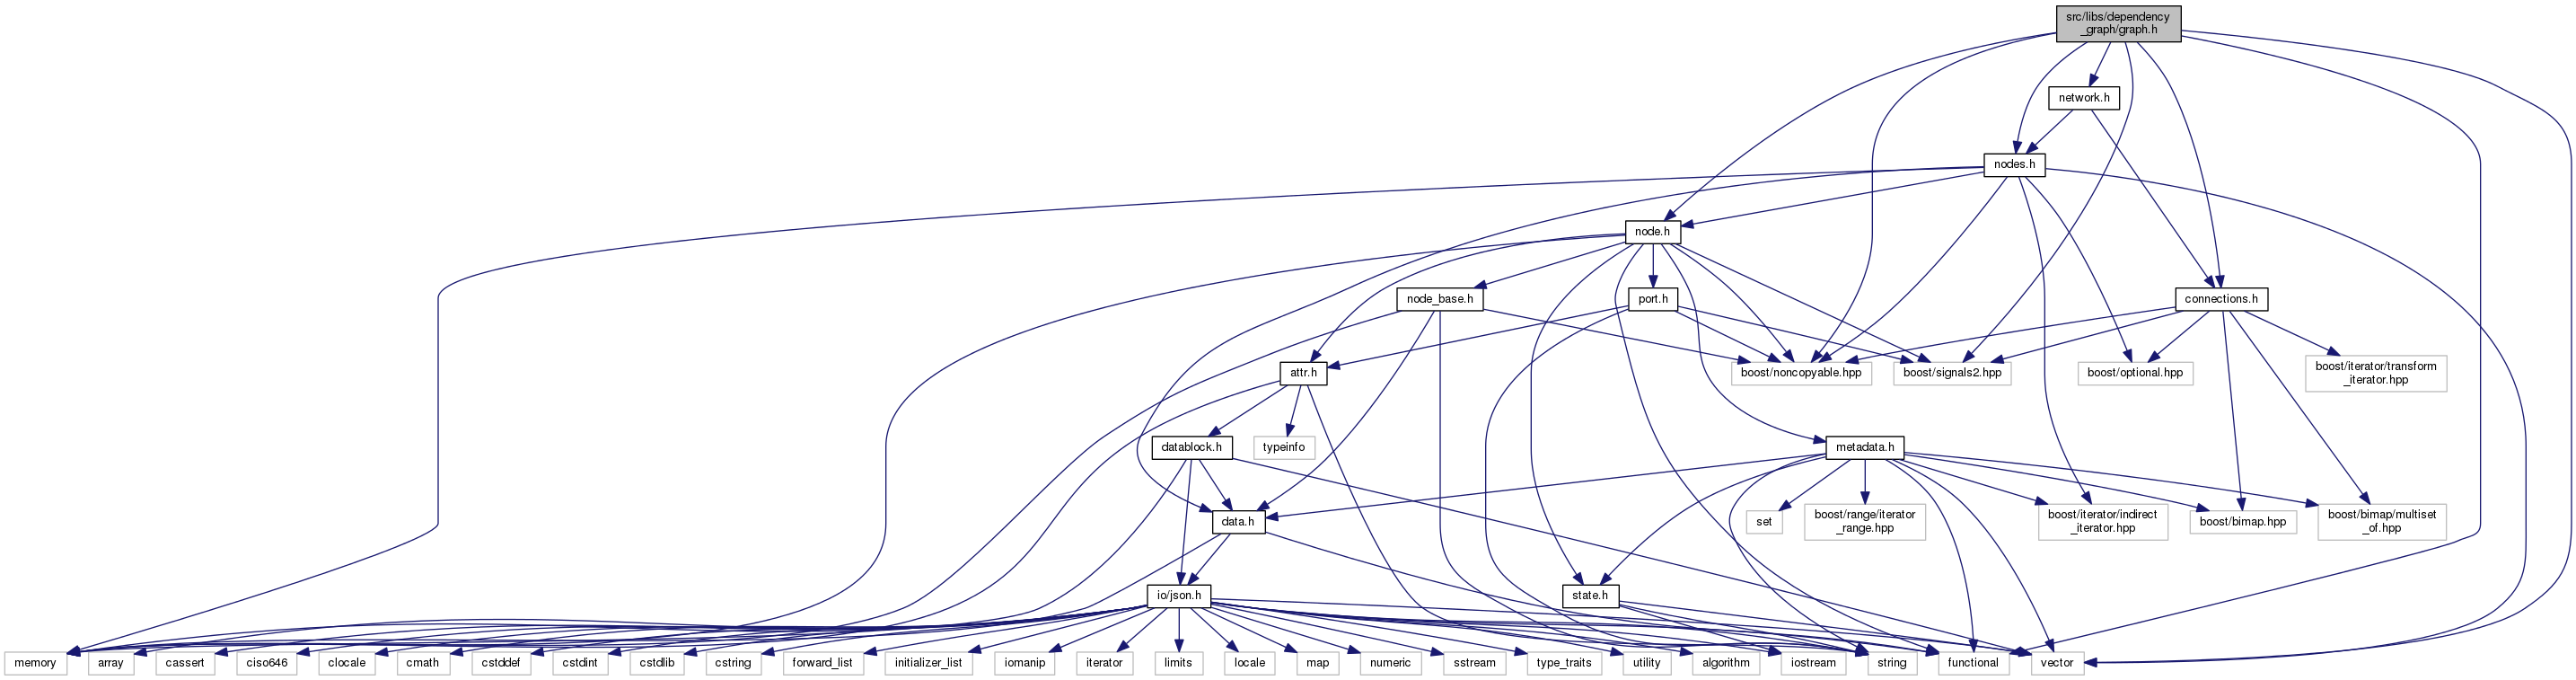 src/libs/dependency
_graph/graph.h
network.h
nodes.h
node.h
node_base.h
port.h
connections.h
attr.h
boost/noncopyable.hpp
boost/signals2.hpp
boost/optional.hpp
boost/iterator/transform
_iterator.hpp
datablock.h
typeinfo
metadata.h
data.h
set
boost/range/iterator
_range.hpp
boost/iterator/indirect
_iterator.hpp
boost/bimap.hpp
boost/bimap/multiset
_of.hpp
io/json.h
state.h
memory
array
cassert
ciso646
clocale
cmath
cstddef
cstdint
cstdlib
cstring
forward_list
initializer_list
iomanip
iterator
limits
locale
map
numeric
sstream
type_traits
utility
algorithm
iostream
string
functional
vector